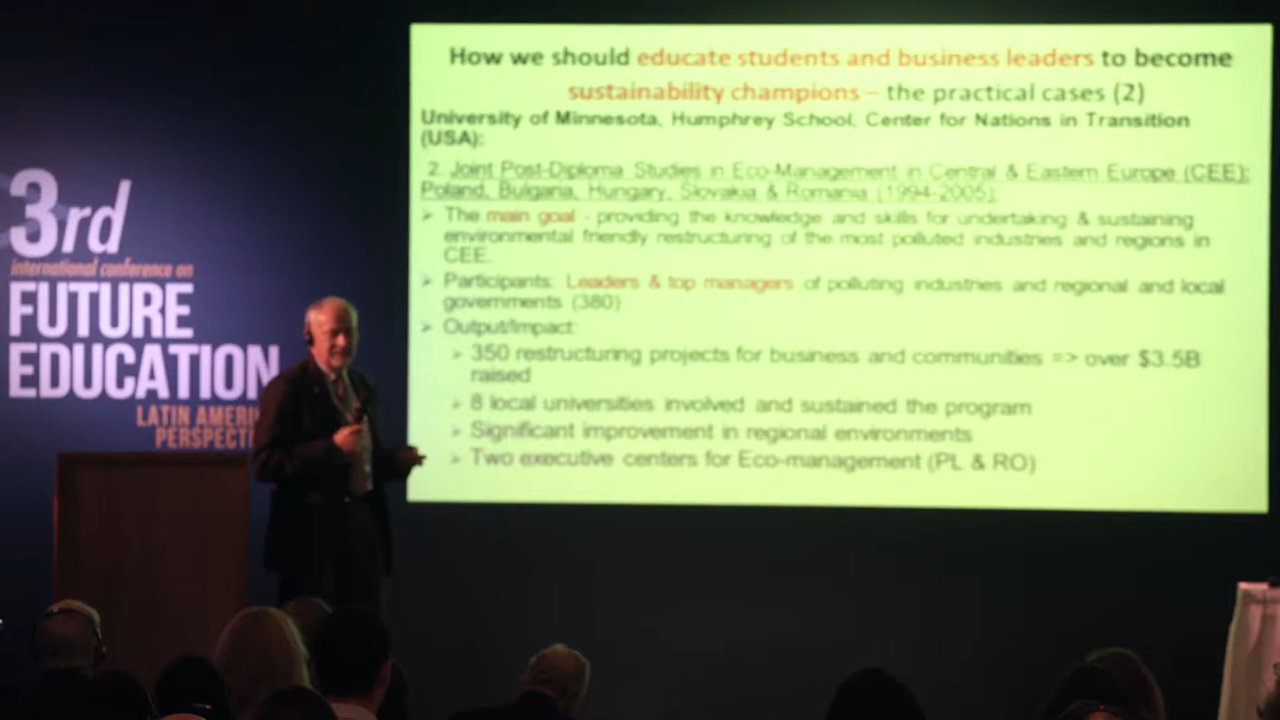 3rd
international conference on
FUTURE
EDUCATION
LATIN AMERI
PERSPECTI
How we should educate students and business leaders to become
sustainability champions – the practical cases (2)
University of Minnesota, Humphrey School, Center for Nations in Transition
(USA):
2. Joint Post-Diploma Studies in Eco-Management in Central & Eastern Europe (CEE):
Poland, Bulgaria, Hungary, Slovakia & Romania (1994-2005):
➢ The main goal - providing the knowledge and skills for undertaking & sustaining
environmental friendly restructuring of the most polluted industries and regions in
CEE.
➢ Participants: Leaders & top managers of polluting industries and regional and local
governments (380)
➢ Output/Impact:
➢ 350 restructuring projects for business and communities => over $3.5B
raised
➢ 8 local universities involved and sustained the program
➢ Significant improvement in regional environments
➢ Two executive centers for Eco-management (PL & RO)